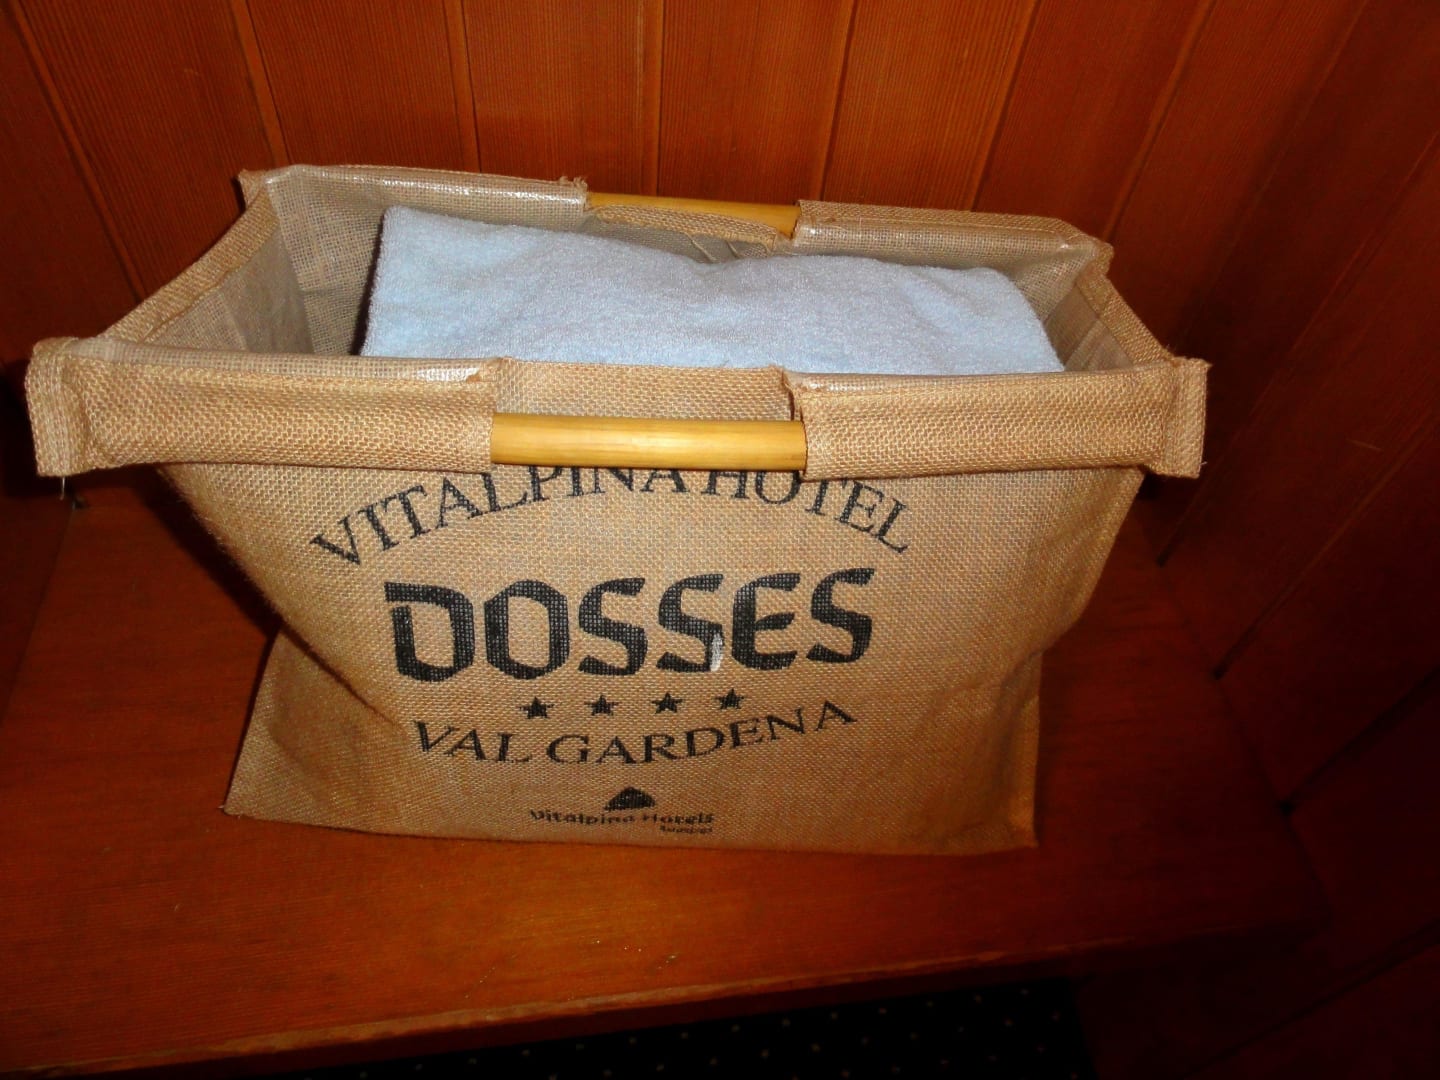 VITALPINA HOTEL
DOSSES
VAL GARDENA
Vitalpina Hotels